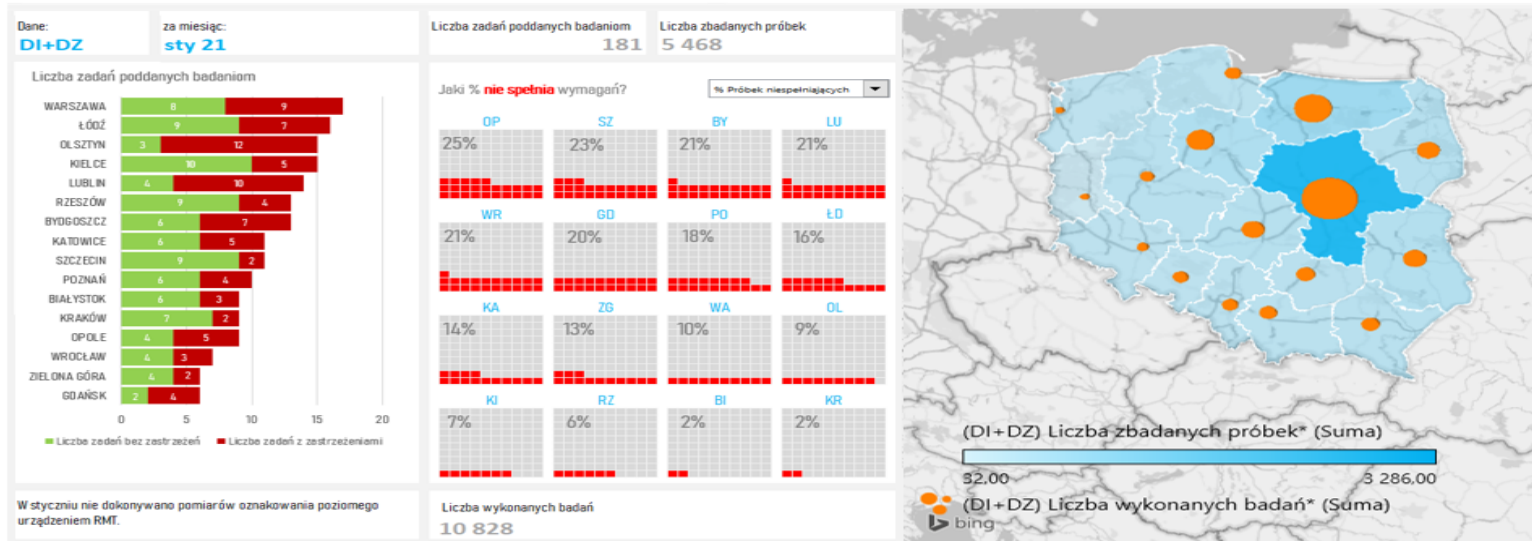 Dane:
DI+DZ
za miesiąc:
sty 21
Liczba zadań poddanych badaniom
181
Liczba zbadanych próbek
5 468
Liczba zadań poddanych badaniom
WARSZAWA 8 9
ŁÓDŹ 9 7
OLSZTYN 3 12
KIELCE 10 5
LUBLIN 4 10
RZESZÓW 9 4
BYDGOSZCZ 6 7
KATOWICE 6 5
SZCZECIN 9 2
POZNAŃ 6 4
BIAŁYSTOK 6 3
KRAKÓW 7 2
OPOLE 4 5
WROCŁAW 4 3
ZIELONA GÓRA 4 2
GDAŃSK 2 4
0 5 10 15 20
Liczba zadań bez zastrzeżeń Liczba zadań z zastrzeżeniami
W styczniu nie dokonywano pomiarów oznakowania poziomego
urządzeniem RMT.
Jaki % nie spełnia wymagań?
% Próbek niespełniających
OP SZ BY LU
25% 23% 21% 21%
WR GD PO ŁD
21% 20% 18% 16%
KA ZG WA OL
14% 13% 10% 9%
KI RZ BI KR
7% 6% 2% 2%
Liczba wykonanych badań
10 828
(DI+DZ) Liczba zbadanych próbek* (Suma)
32.00 3 286.00
(DI+DZ) Liczba wykonanych badań* (Suma)
bing